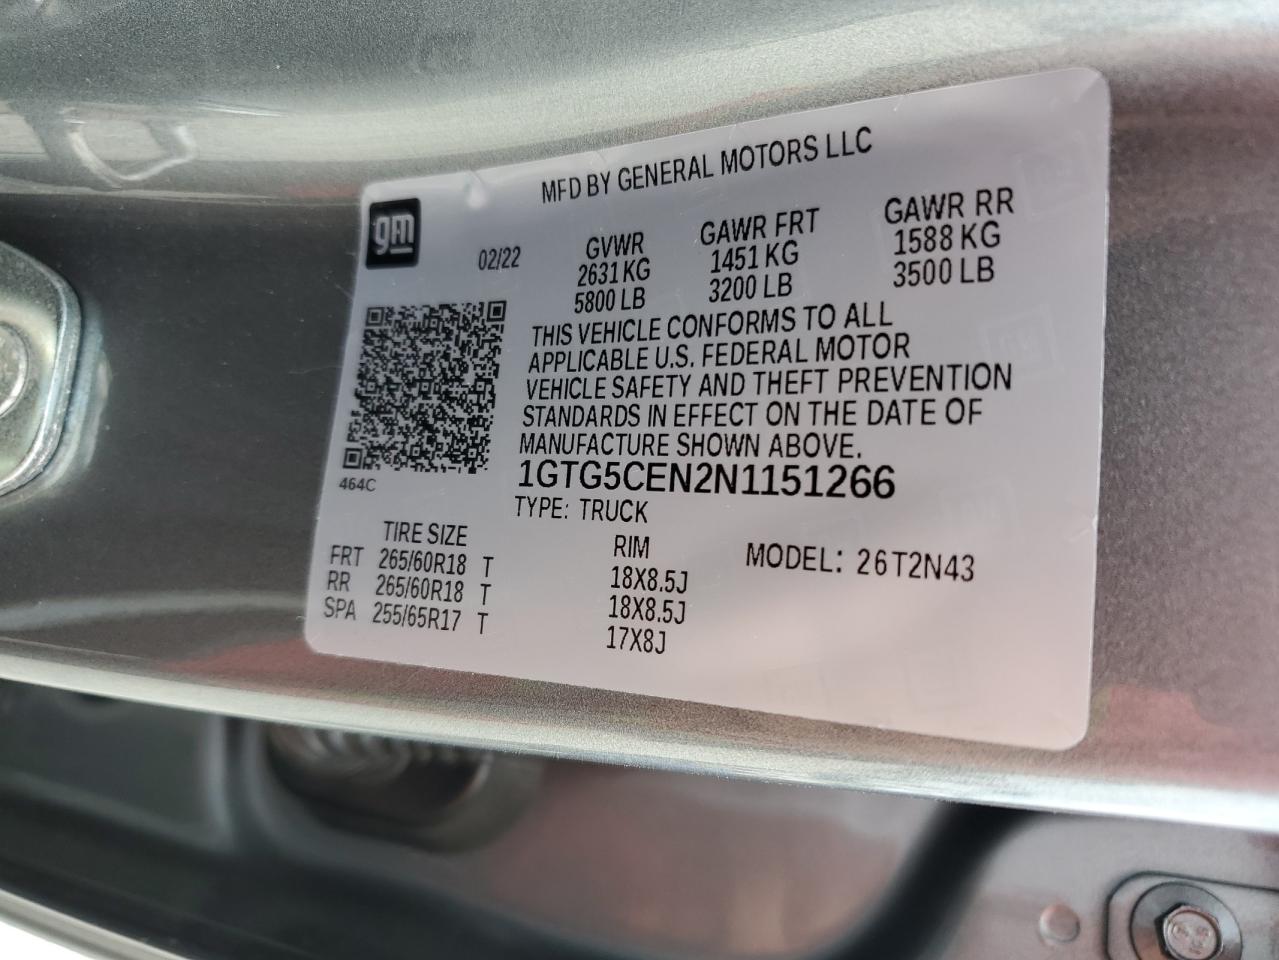 MFD BY GENERAL MOTORS LLC
gm
02/22
GVWR GAWR FRT GAWR RR
2631 KG 1451 KG 1588 KG
5800 LB 3200 LB 3500 LB
THIS VEHICLE CONFORMS TO ALL
APPLICABLE U.S. FEDERAL MOTOR
VEHICLE SAFETY AND THEFT PREVENTION
STANDARDS IN EFFECT ON THE DATE OF
MANUFACTURE SHOWN ABOVE.
1GTG5CEN2N1151266
464C
TYPE: TRUCK
TIRE SIZE RIM MODEL: 26T2N43
FRT 265/60R18 T 18X8.5J
RR 265/60R18 T 18X8.5J
SPA 255/65R17 T 17X8J